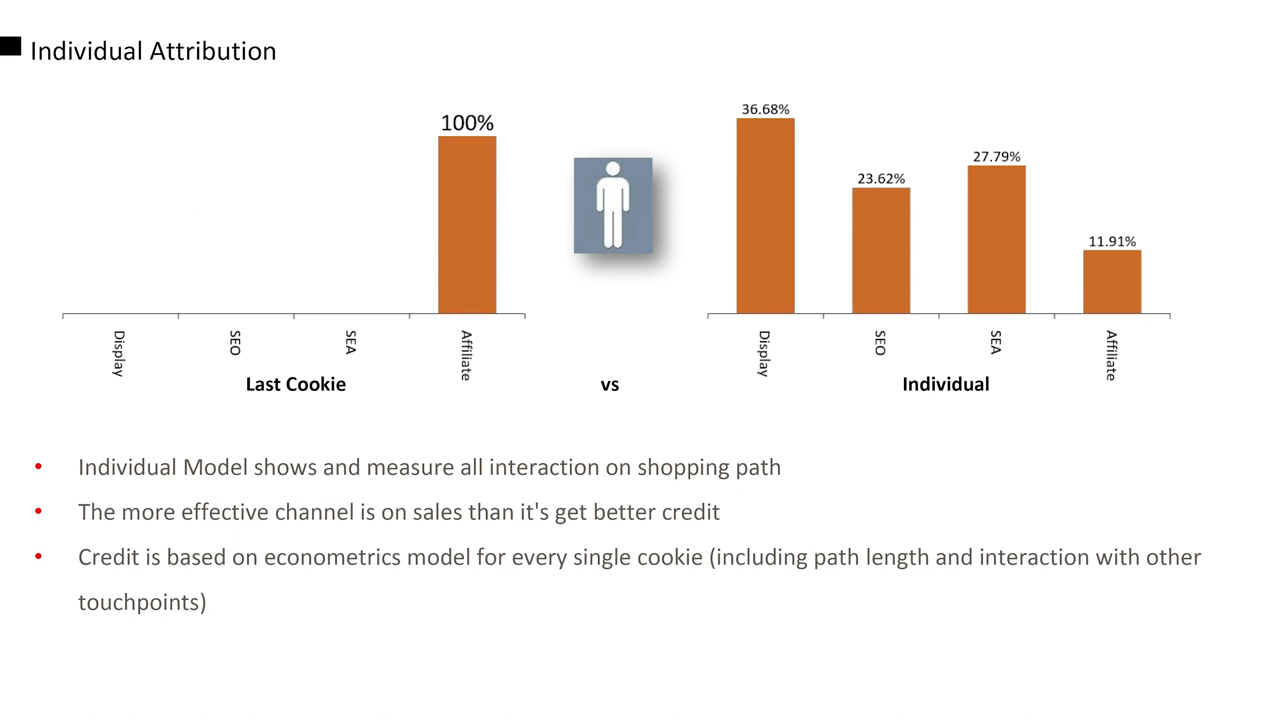 Individual Attribution
100%
36.68%
23.62%
27.79%
11.91%
Display
SEO
SEA
Affiliate
Display
SEO
SEA
Affiliate
Last Cookie
vs
Individual
• Individual Model shows and measure all interaction on shopping path
• The more effective channel is on sales than it's get better credit
• Credit is based on econometrics model for every single cookie (including path length and interaction with other
touchpoints)